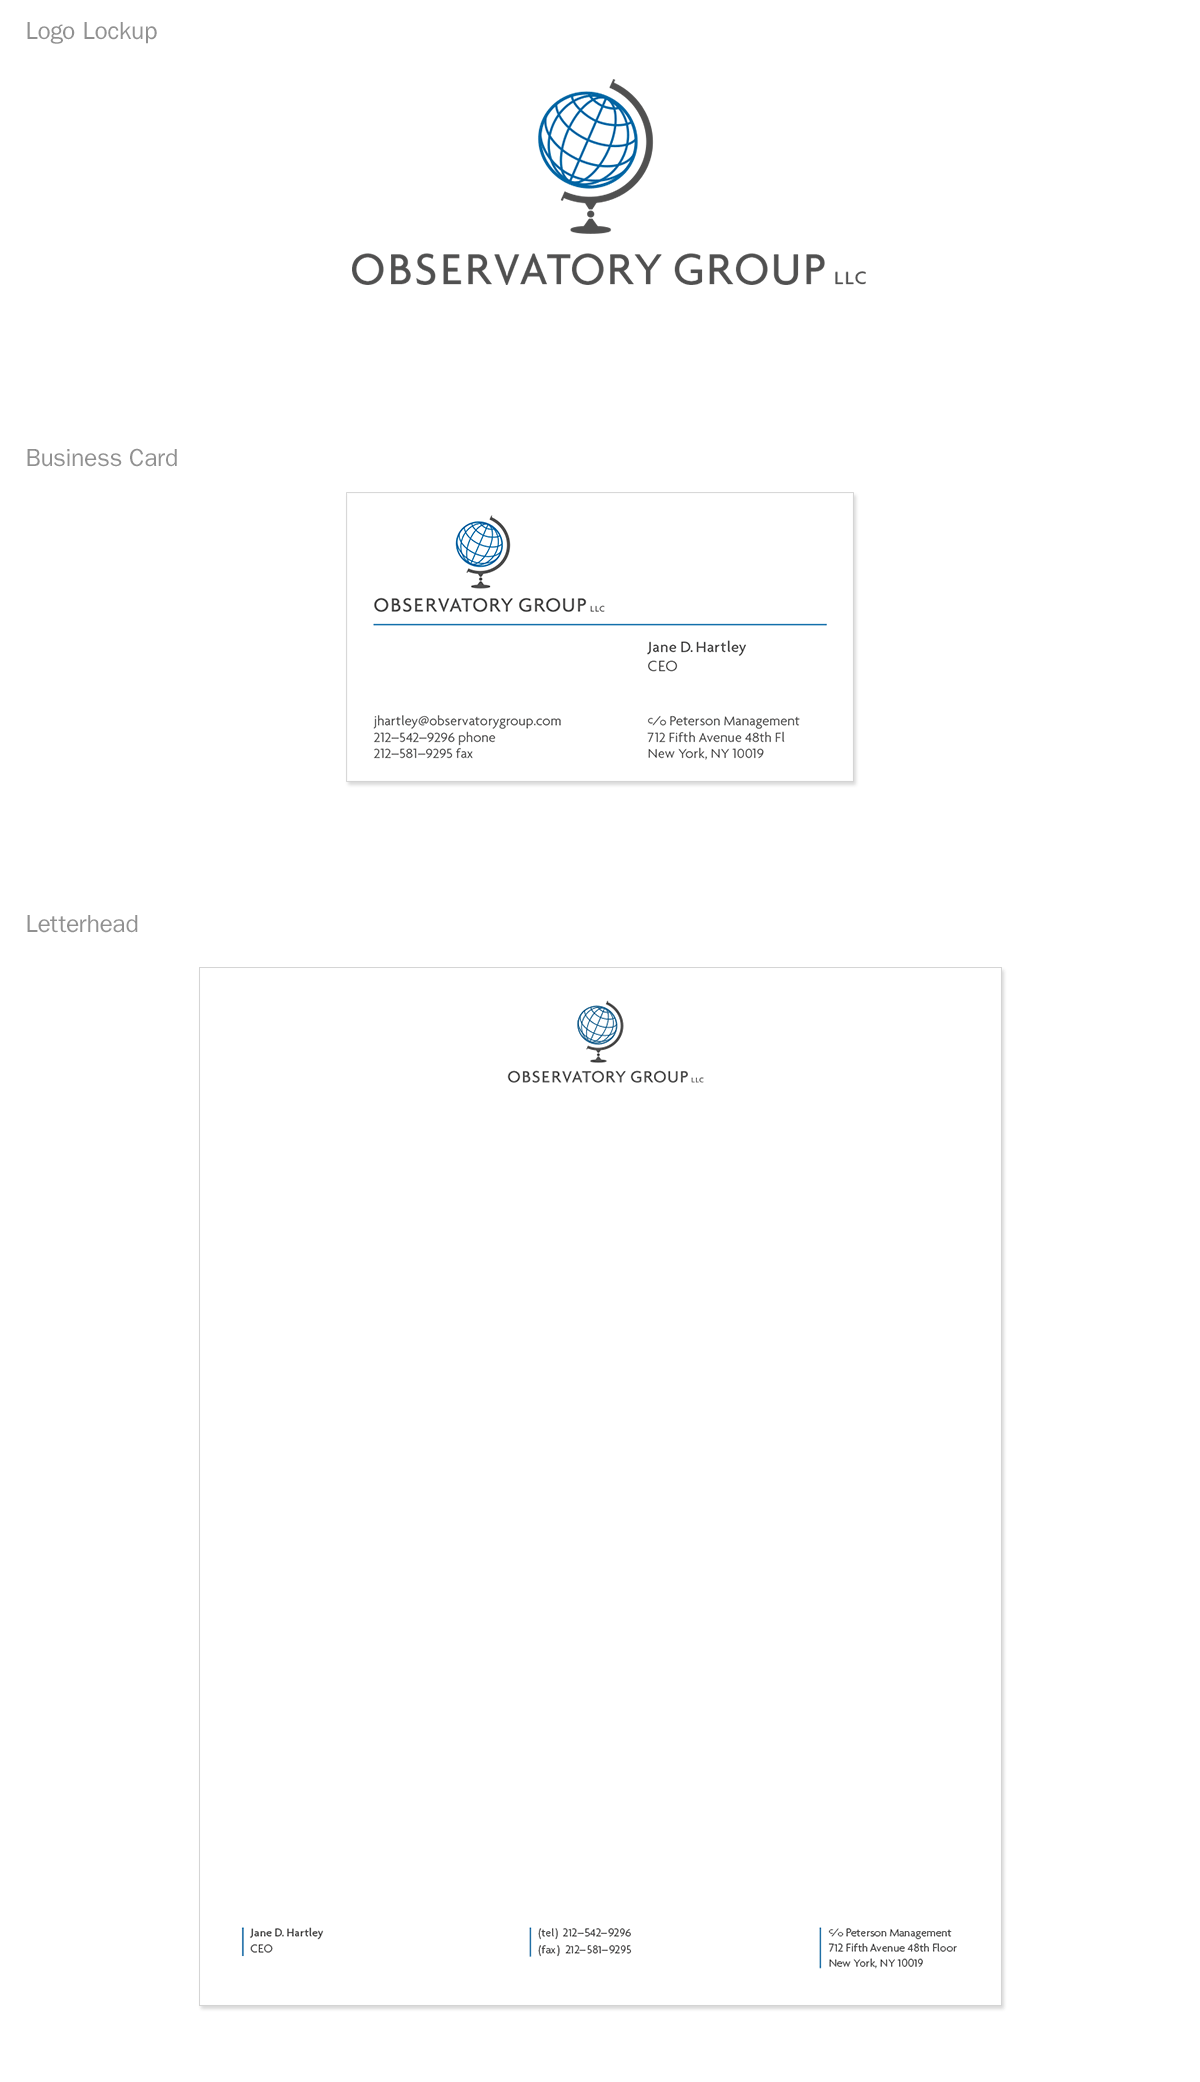 Logo Lockup
OBSERVATORY GROUP LLC
Business Card
OBSERVATORY GROUP LLC
Jane D. Hartley
CEO
jhartley@observatorygroup.com
212–542–9296 phone
212–581–9295 fax
c/o Peterson Management
712 Fifth Avenue 48th Fl
New York, NY 10019
Letterhead
OBSERVATORY GROUP LLC
Jane D. Hartley
CEO
(tel) 212–542–9296
(fax) 212–581–9295
c/o Peterson Management
712 Fifth Avenue 48th Floor
New York, NY 10019